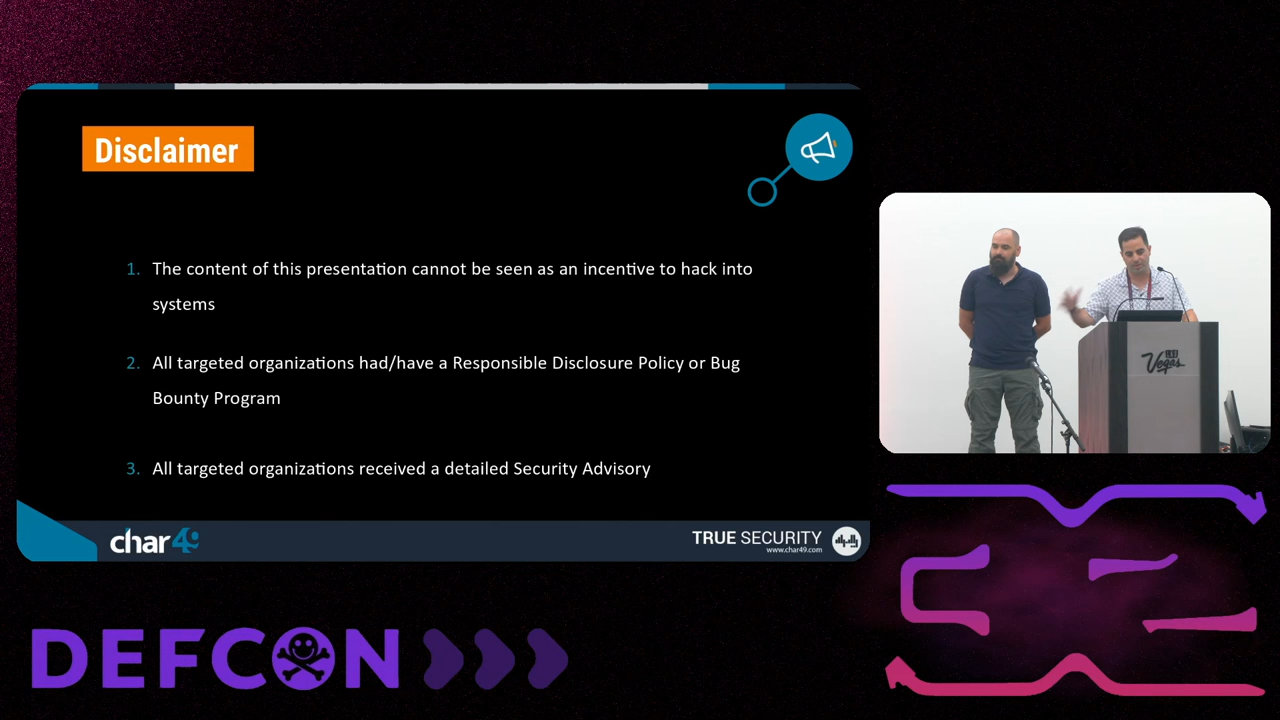 Disclaimer
1. The content of this presentation cannot be seen as an incentive to hack into
systems
2. All targeted organizations had/have a Responsible Disclosure Policy or Bug
Bounty Program
3. All targeted organizations received a detailed Security Advisory
char49
TRUE SECURITY
www.char49.com
Vegas
DEFCON